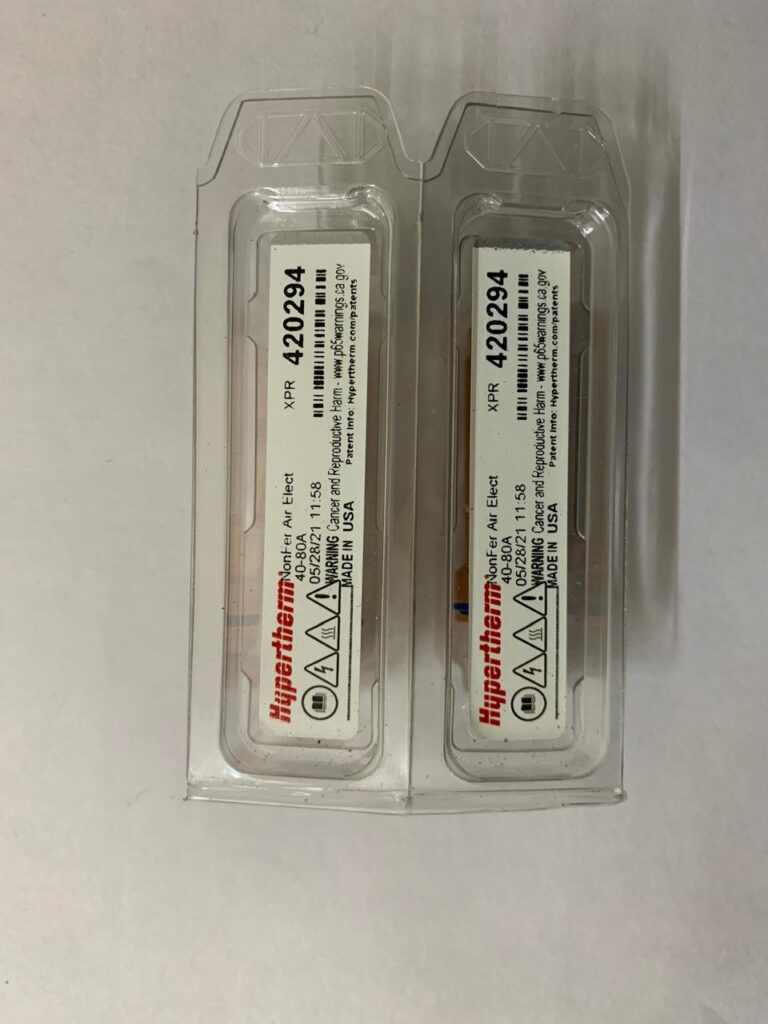 Hypertherm
NonFer Air Elect
40-80A
XPR 420294
05/28/21 11:58
WARNING Cancer and Reproductive Harm - www.p65warnings.ca.gov
MADE IN USA
Patent Info: Hypertherm.com/patents
Hypertherm
NonFer Air Elect
40-80A
XPR 420294
05/28/21 11:58
WARNING Cancer and Reproductive Harm - www.p65warnings.ca.gov
MADE IN USA
Patent Info: Hypertherm.com/patents